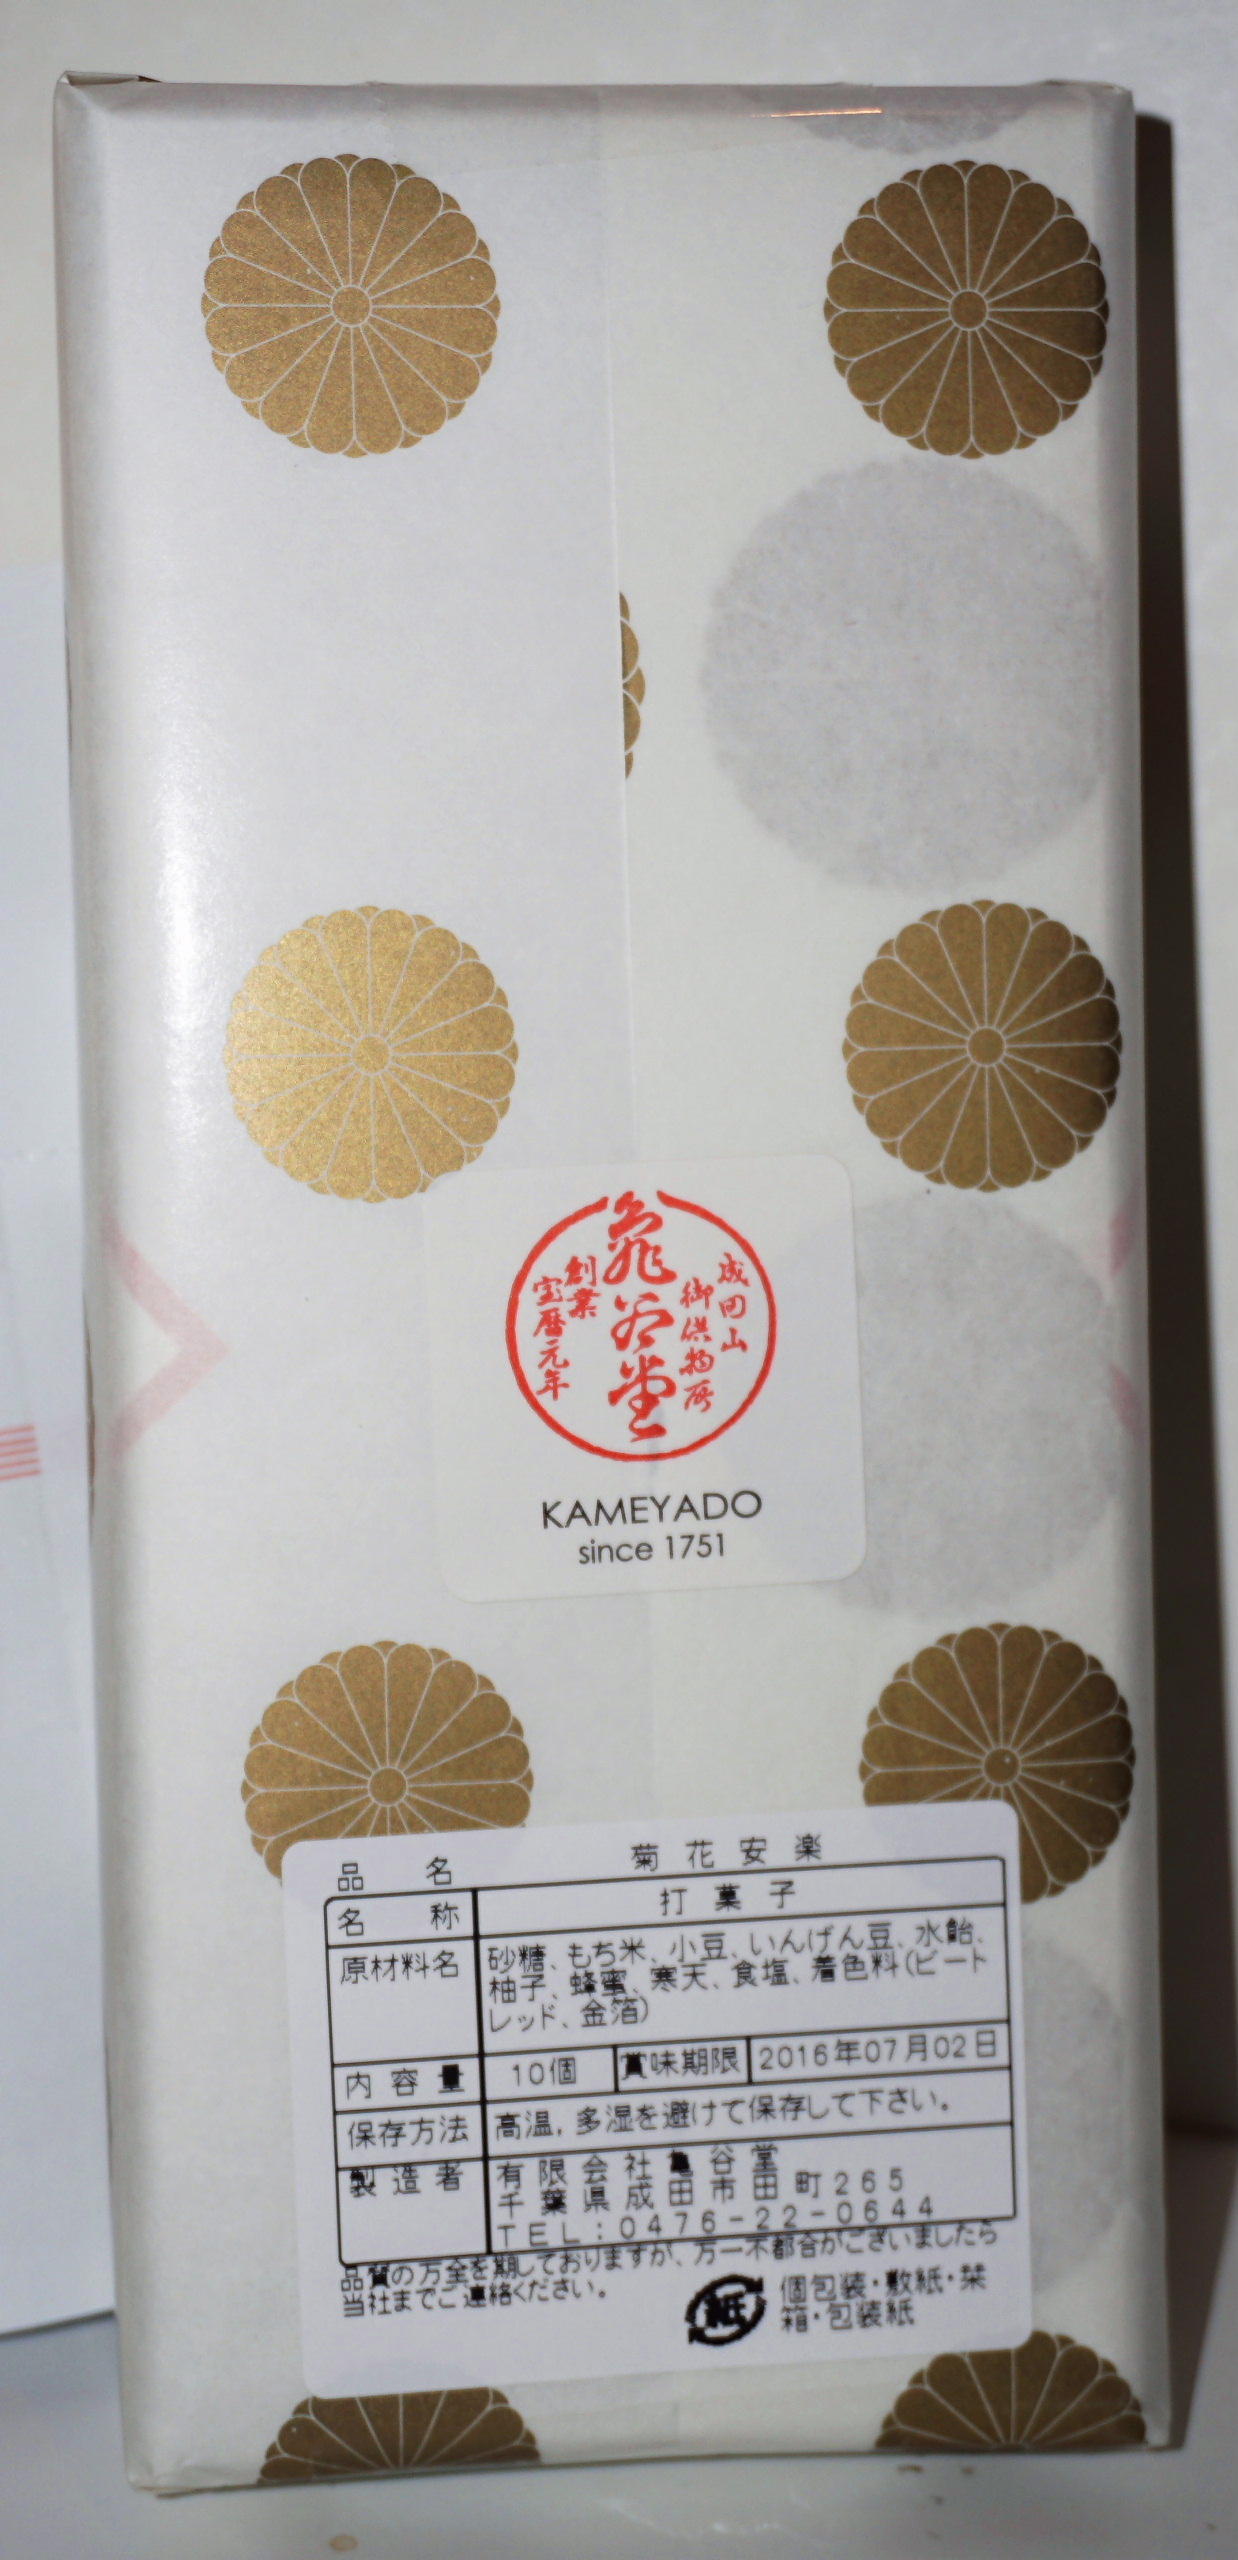 成田山
御供物所
亀谷堂
創業
宝暦元年
KAMEYADO
since 1751
品名 菊花安楽
名称 打菓子
原材料名 砂糖、もち米、小豆、いんげん豆、水飴、
柚子、蜂蜜、寒天、食塩、着色料(ビート
レッド、金箔)
内容量 10個 賞味期限 2016年07月02日
保存方法 高温,多湿を避けて保存して下さい。
製造者 有限会社亀谷堂
千葉県成田市田町265
TEL:0476-22-0644
品質の万全を期しておりますが、万一不都合がございましたら
当社までご連絡ください。
紙 個包装・敷紙・栞
箱・包装紙